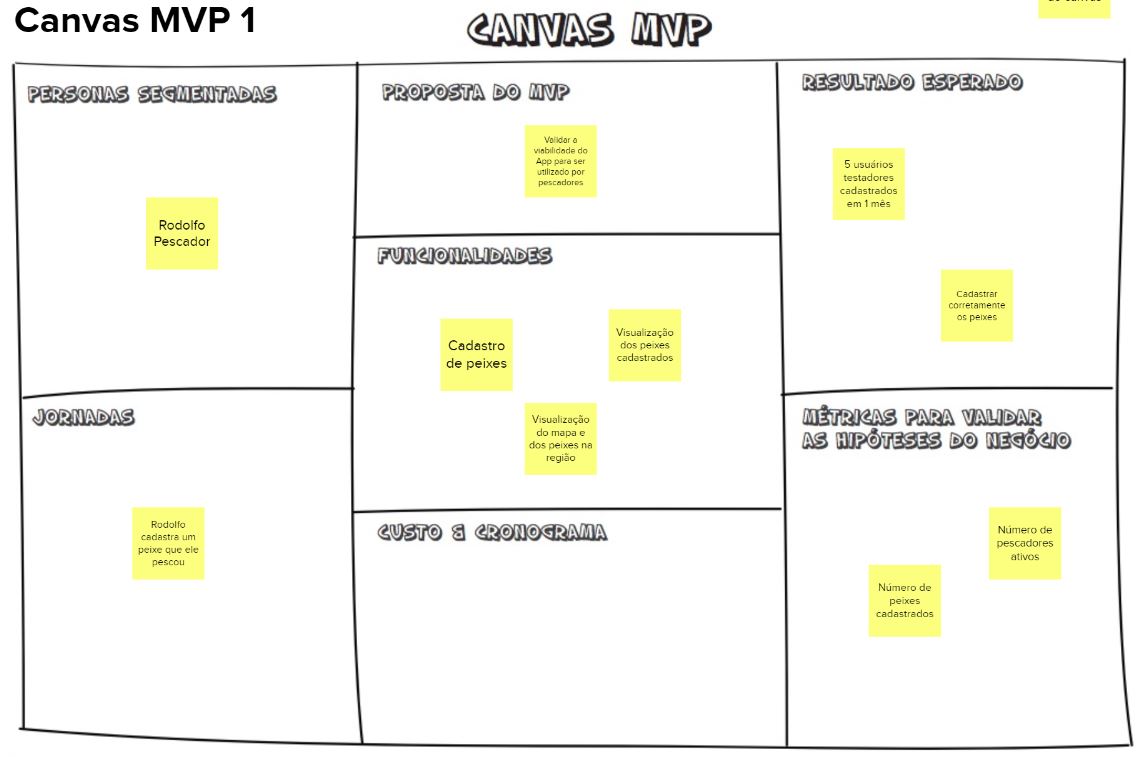 Canvas MVP 1
CANVAS MVP
PERSONAS SEGMENTADAS
Rodolfo
Pescador
PROPOSTA DO MVP
Validar a
viabilidade do
App para ser
utilizado por
pescadores
RESULTADO ESPERADO
5 usuários
testadores
cadastrados
em 1 mês
Cadastrar
corretamente
os peixes
FUNCIONALIDADES
Cadastro
de peixes
Visualização
dos peixes
cadastrados
Visualização
do mapa e
dos peixes na
região
JORNADAS
Rodolfo
cadastra um
peixe que ele
pescou
CUSTO & CRONOGRAMA
MÉTRICAS PARA VALIDAR
AS HIPÓTESES DO NEGÓCIO
Número de
pescadores
ativos
Número de
peixes
cadastrados